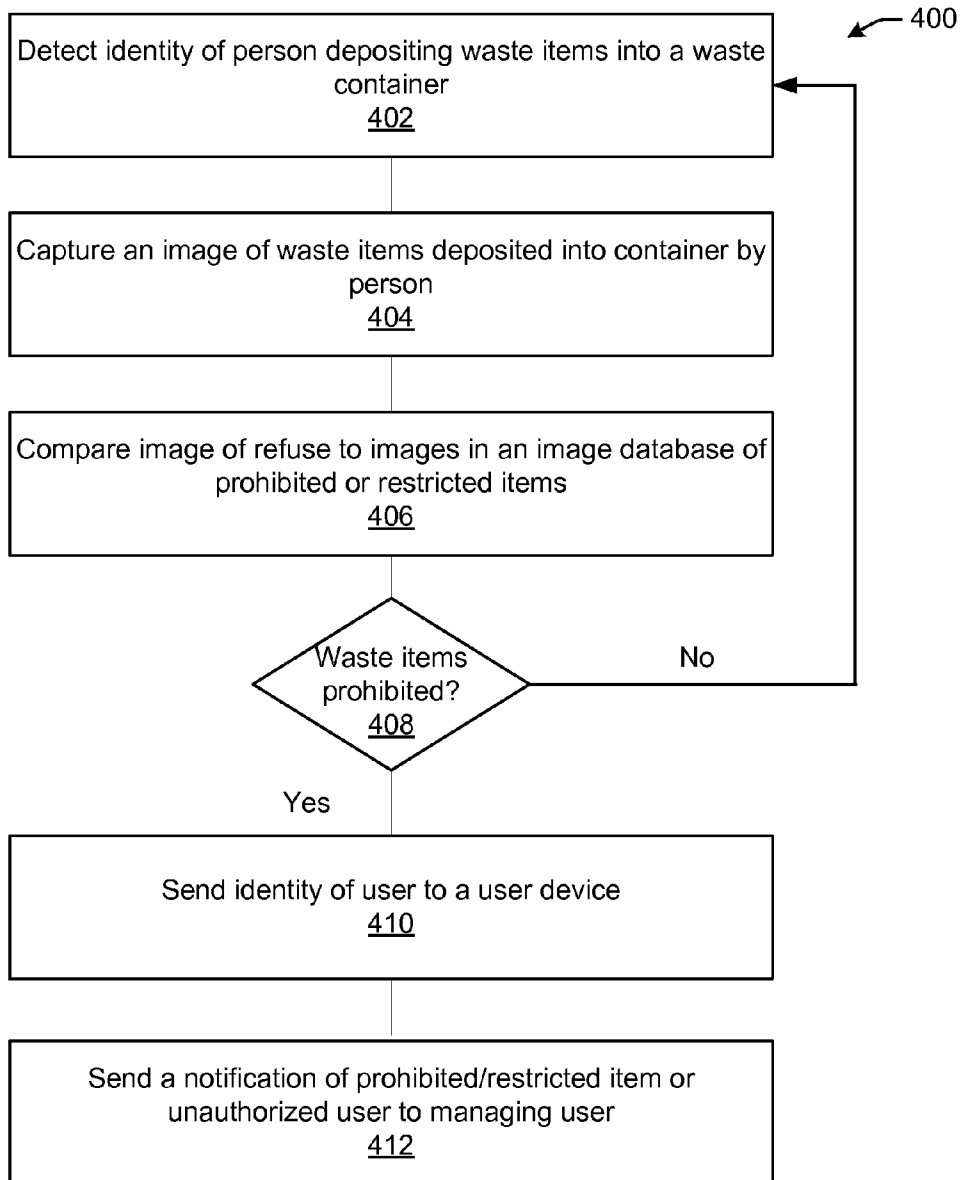 400
Detect identity of person depositing waste items into a waste
container
402
Capture an image of waste items deposited into container by
person
404
Compare image of refuse to images in an image database of
prohibited or restricted items
406
Waste items
prohibited?
408
No
Yes
Send identity of user to a user device
410
Send a notification of prohibited/restricted item or
unauthorized user to managing user
412